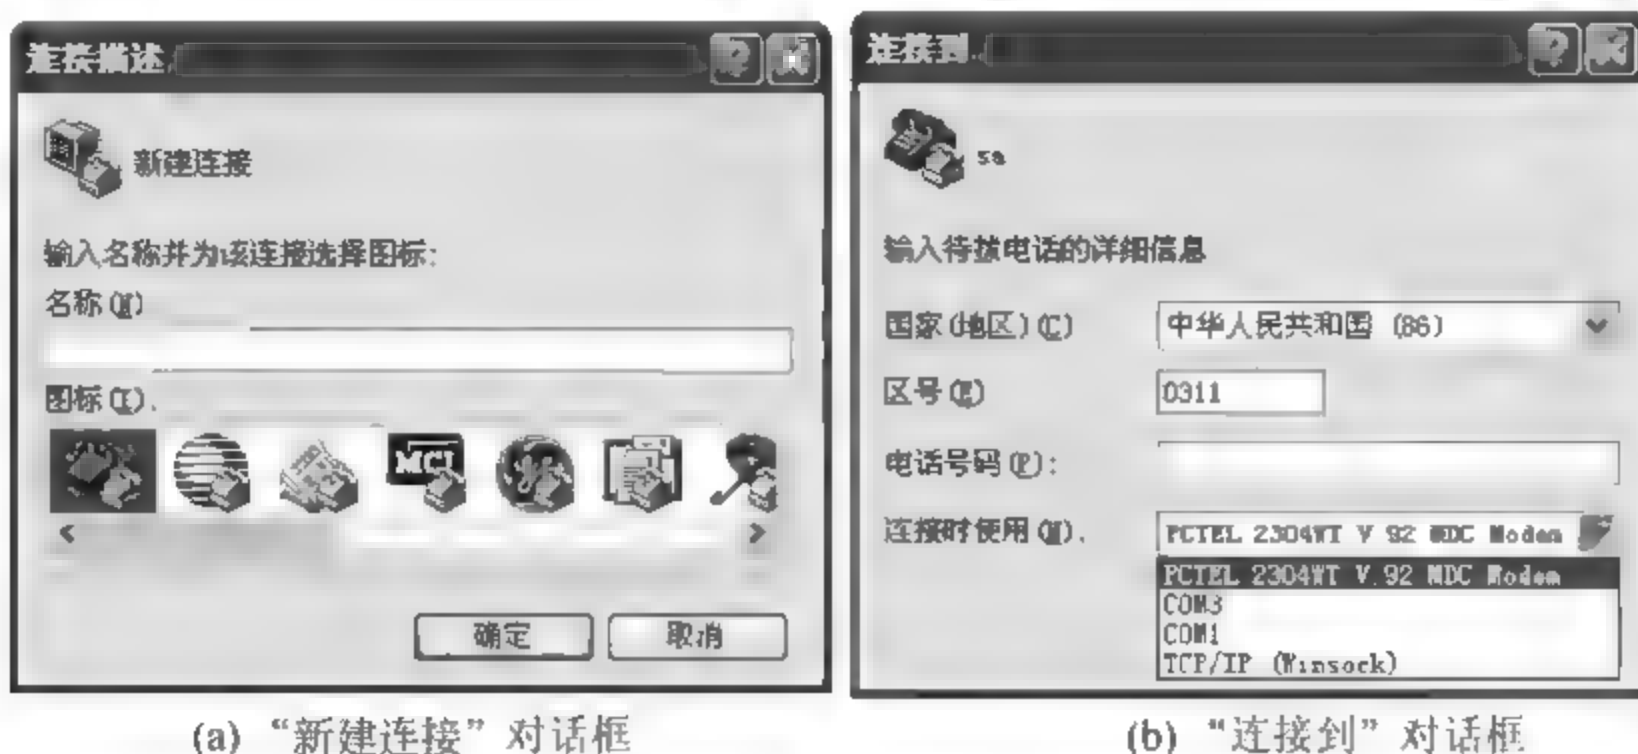 连接描述
新建连接
输入名称并为该连接选择图标:
名称(N)
图标(I).
MCI
确定 取消
(a) “新建连接” 对话框
连接到
sa
输入待拨电话的详细信息
国家(地区)(C) 中华人民共和国 (86)
区号(E) 0311
电话号码(P):
连接时使用(N). PCTEL 2304WT V 92 MDC Modem
PCTEL 2304WT V.92 MDC Modem
COM3
COM1
TCP/IP (Winsock)
(b) “连接到” 对话框